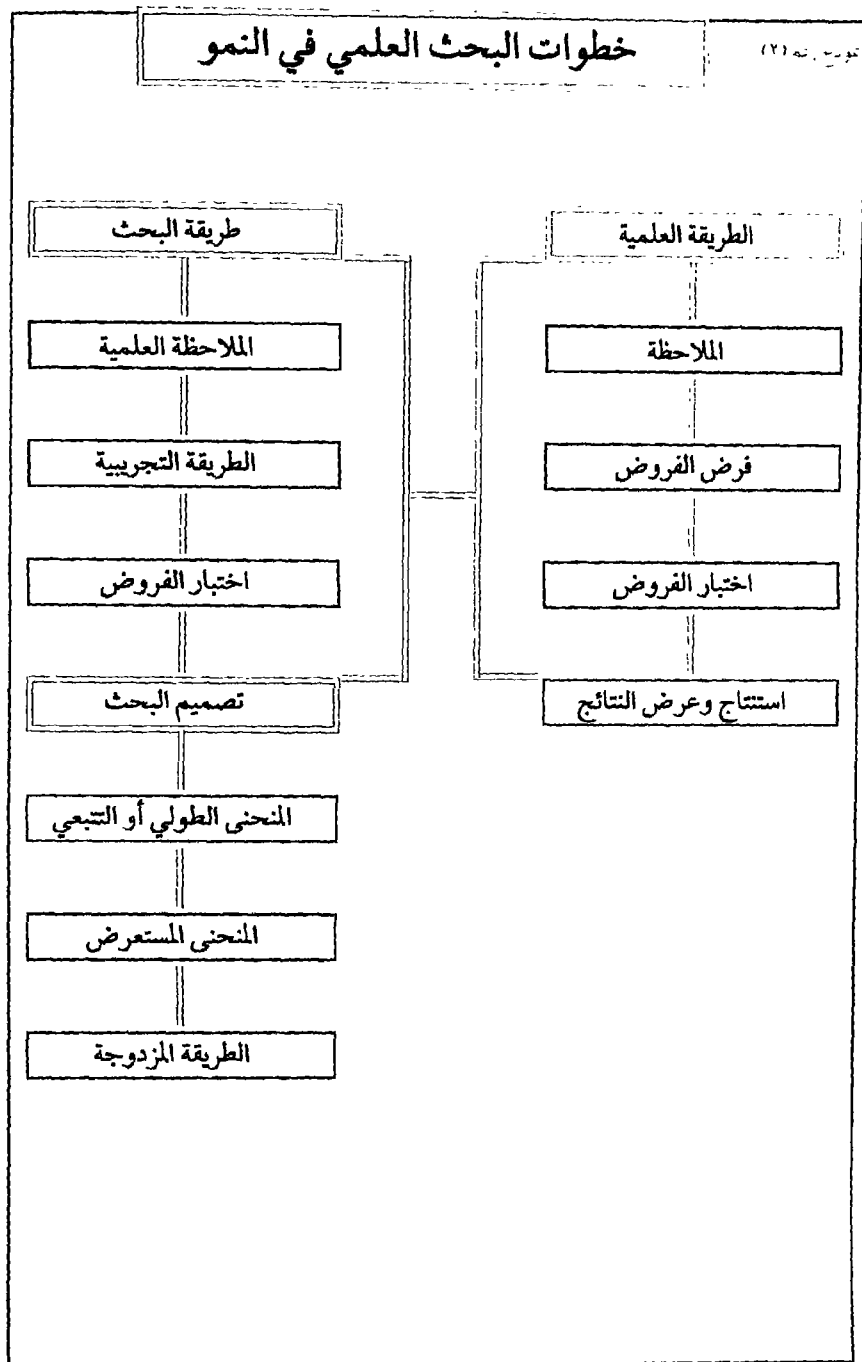 خطوات البحث العلمي في النمو
(٢)
الطريقة العلمية
الملاحظة
فرض الفروض
اختبار الفروض
استنتاج وعرض النتائج
طريقة البحث
الملاحظة العلمية
الطريقة التجريبية
اختبار الفروض
تصميم البحث
المنحنى الطولي أو التتبعي
المنحنى المستعرض
الطريقة المزدوجة